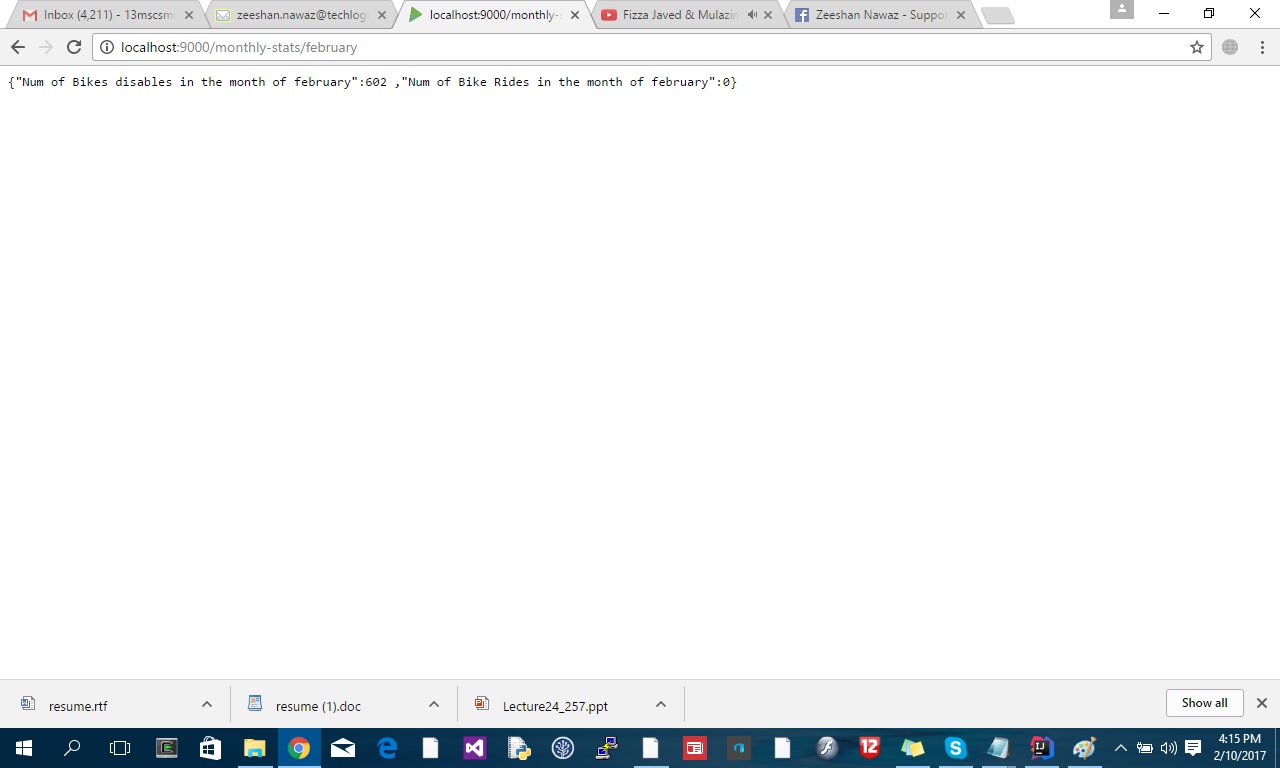 Inbox (4,211) - 13mscsm
zeeshan.nawaz@techlog
localhost:9000/monthly-s
Fizza Javed & Mulazin
Zeeshan Nawaz - Suppo
localhost:9000/monthly-stats/february
{"Num of Bikes disables in the month of february":602 ,"Num of Bike Rides in the month of february":0}
resume.rtf
resume (1).doc
Lecture24_257.ppt
Show all
12
IJ
4:15 PM
2/10/2017